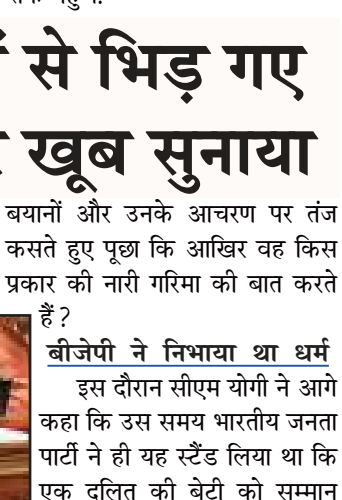 से भिड़ गए
खूब सुनाया
बयानों और उनके आचरण पर तंज
कसते हुए पूछा कि आखिर वह किस
प्रकार की नारी गरिमा की बात करते
हैं?
बीजेपी ने निभाया था धर्म
इस दौरान सीएम योगी ने आगे
कहा कि उस समय भारतीय जनता
पार्टी ने ही यह स्टैंड लिया था कि
एक दलित की बेटी को सम्मान